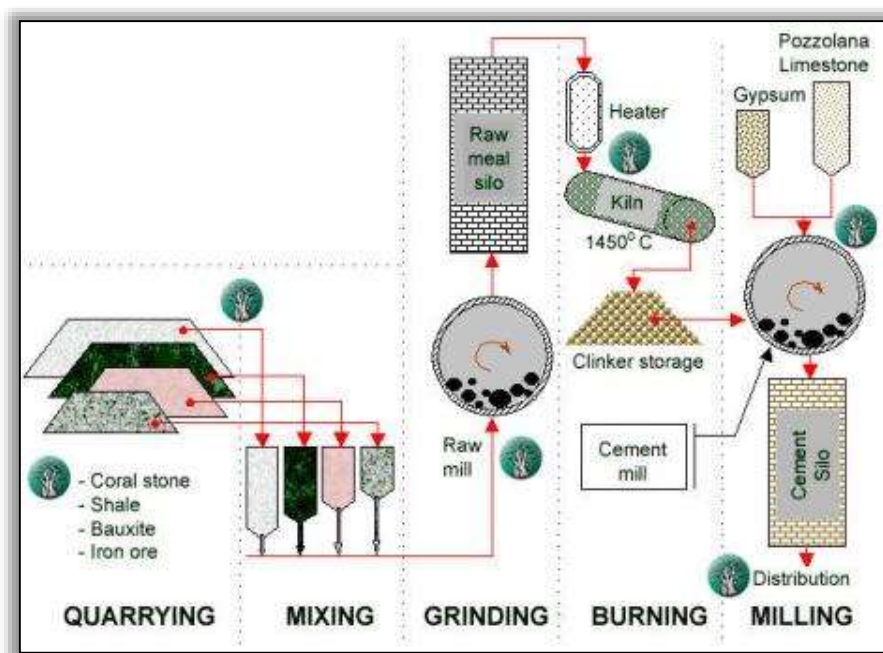 Pozzolana
Limestone
Gypsum
Heater
Raw
meal
silo
Kiln
1450⁰ C
Clinker storage
Raw
mill
Cement
mill
Cement
Silo
- Coral stone
- Shale
- Bauxite
- Iron ore
Distribution
QUARRYING
MIXING
GRINDING
BURNING
MILLING